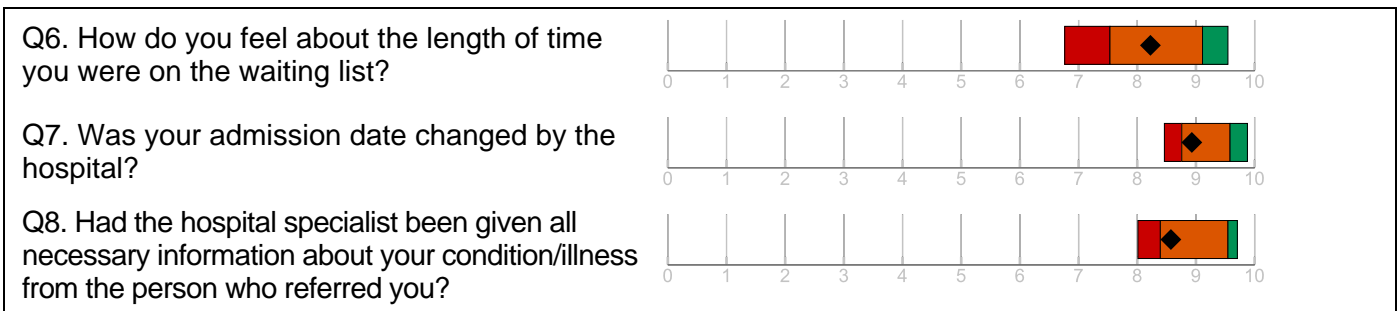 Q6. How do you feel about the length of time
you were on the waiting list?
0 1 2 3 4 5 6 7 8 9 10
Q7. Was your admission date changed by the
hospital?
0 1 2 3 4 5 6 7 8 9 10
Q8. Had the hospital specialist been given all
necessary information about your condition/illness
from the person who referred you?
0 1 2 3 4 5 6 7 8 9 10